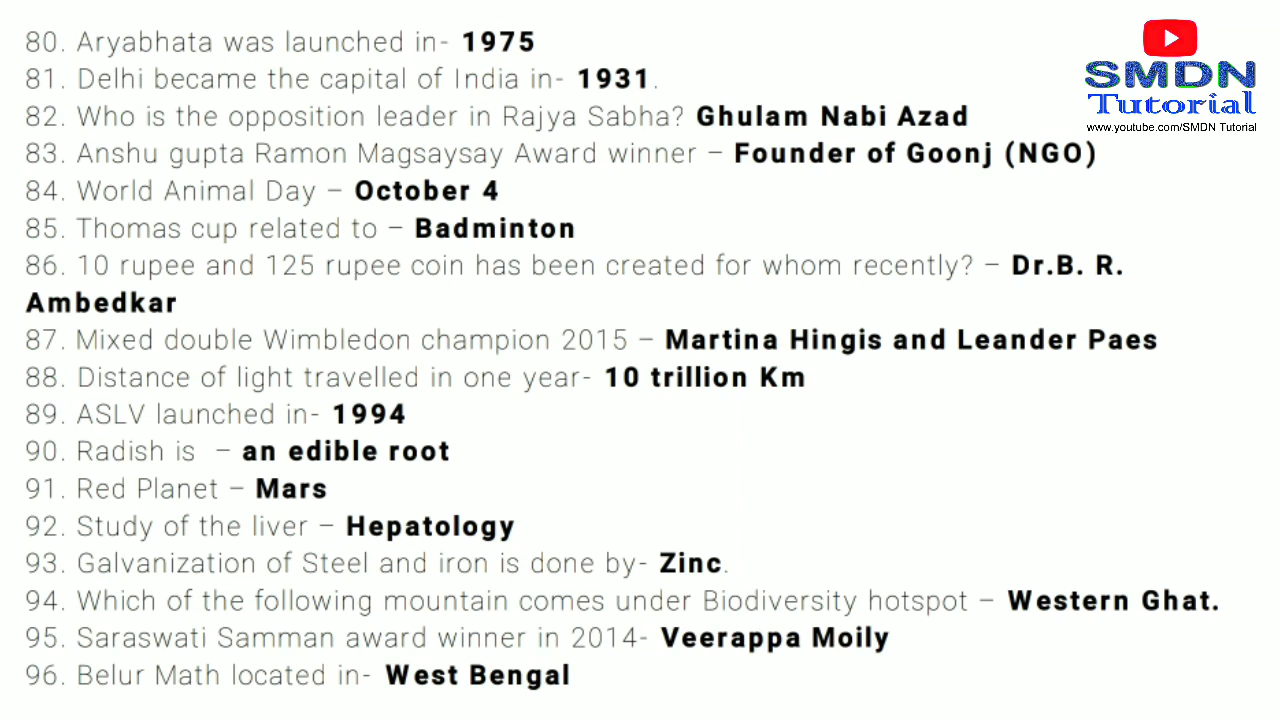 80. Aryabhata was launched in- 1975
81. Delhi became the capital of India in- 1931.
82. Who is the opposition leader in Rajya Sabha? Ghulam Nabi Azad
83. Anshu gupta Ramon Magsaysay Award winner – Founder of Goonj (NGO)
84. World Animal Day – October 4
85. Thomas cup related to – Badminton
86. 10 rupee and 125 rupee coin has been created for whom recently? – Dr.B. R.
Ambedkar
87. Mixed double Wimbledon champion 2015 – Martina Hingis and Leander Paes
88. Distance of light travelled in one year- 10 trillion Km
89. ASLV launched in- 1994
90. Radish is – an edible root
91. Red Planet – Mars
92. Study of the liver – Hepatology
93. Galvanization of Steel and iron is done by- Zinc.
94. Which of the following mountain comes under Biodiversity hotspot – Western Ghat.
95. Saraswati Samman award winner in 2014- Veerappa Moily
96. Belur Math located in- West Bengal
SMDN
Tutorial
www.youtube.com/SMDN Tutorial